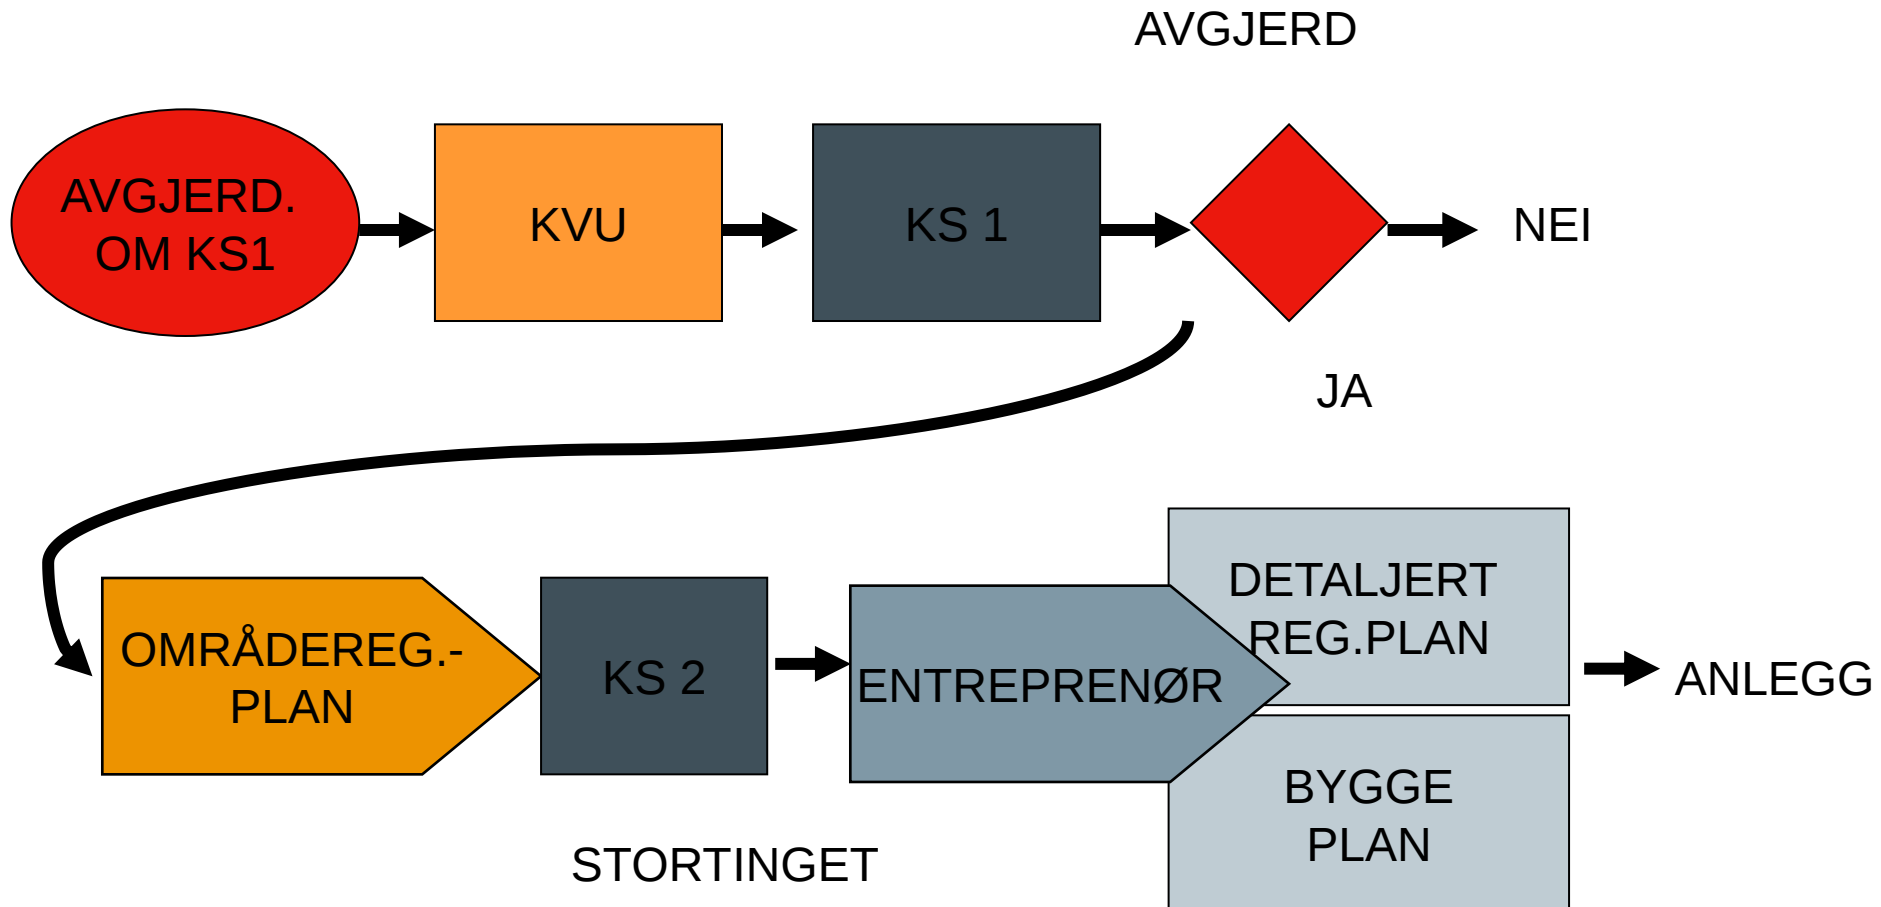 AVGJERD
AVGJERD.
OM KS1
KVU
KS 1
NEI
JA
OMRÅDEREG.-
PLAN
KS 2
ENTREPRENØR
DETALJERT
REG.PLAN
ANLEGG
BYGGE
PLAN
STORTINGET